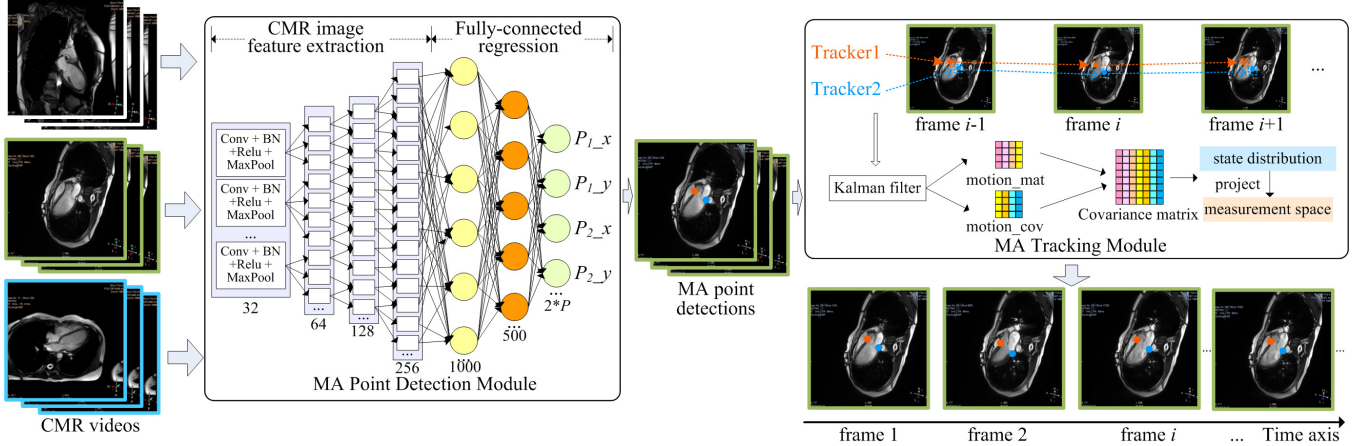 CMR image
feature extraction
Fully-connected
regression
Conv + BN
+Relu +
MaxPool
Conv + BN
+Relu +
MaxPool
...
Conv + BN
+Relu +
MaxPool
32
...
64
...
128
...
256
...
1000
...
500
...
2*P
P1_x
P1_y
P2_x
P2_y
MA Point Detection Module
CMR videos
MA point
detections
Tracker1
Tracker2
...
frame i-1
frame i
frame i+1
Kalman filter
motion_mat
motion_cov
Covariance matrix
state distribution
project
measurement space
MA Tracking Module
...
...
frame 1
frame 2
frame i
...
Time axis